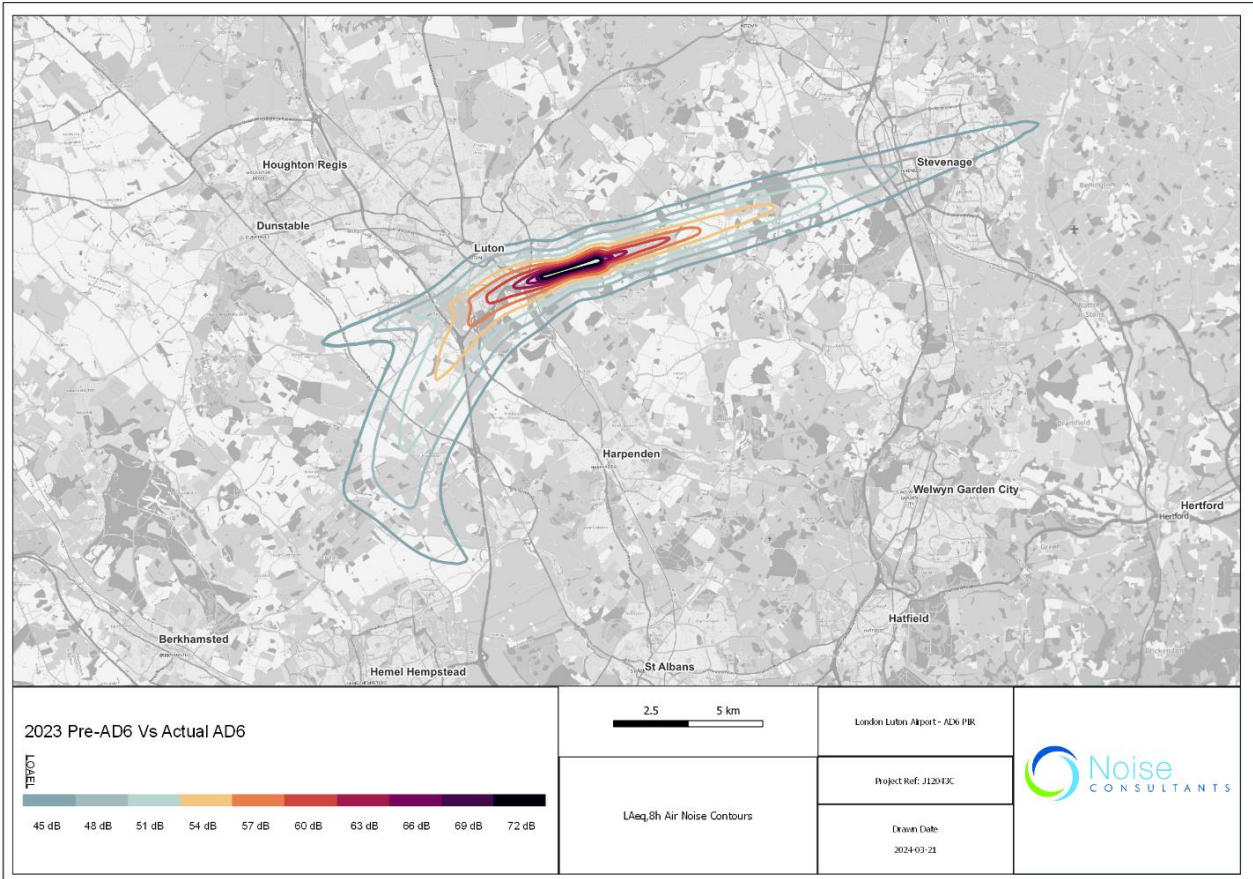 Houghton Regis
Stevenage
Dunstable
Luton
Harpenden
Welwyn Garden City
Hertford
Hertford
Hatfield
Berkhamsted
Hemel Hempstead
St Albans
2023 Pre-AD6 Vs Actual AD6
LOAEL
45 dB 48 dB 51 dB 54 dB 57 dB 60 dB 63 dB 66 dB 69 dB 72 dB
2.5 5 km
LAeq,8h Air Noise Contours
London Luton Airport - AD6 PIR
Project Ref: J12043C
Drawn Date
2024-03-21
Noise
CONSULTANTS